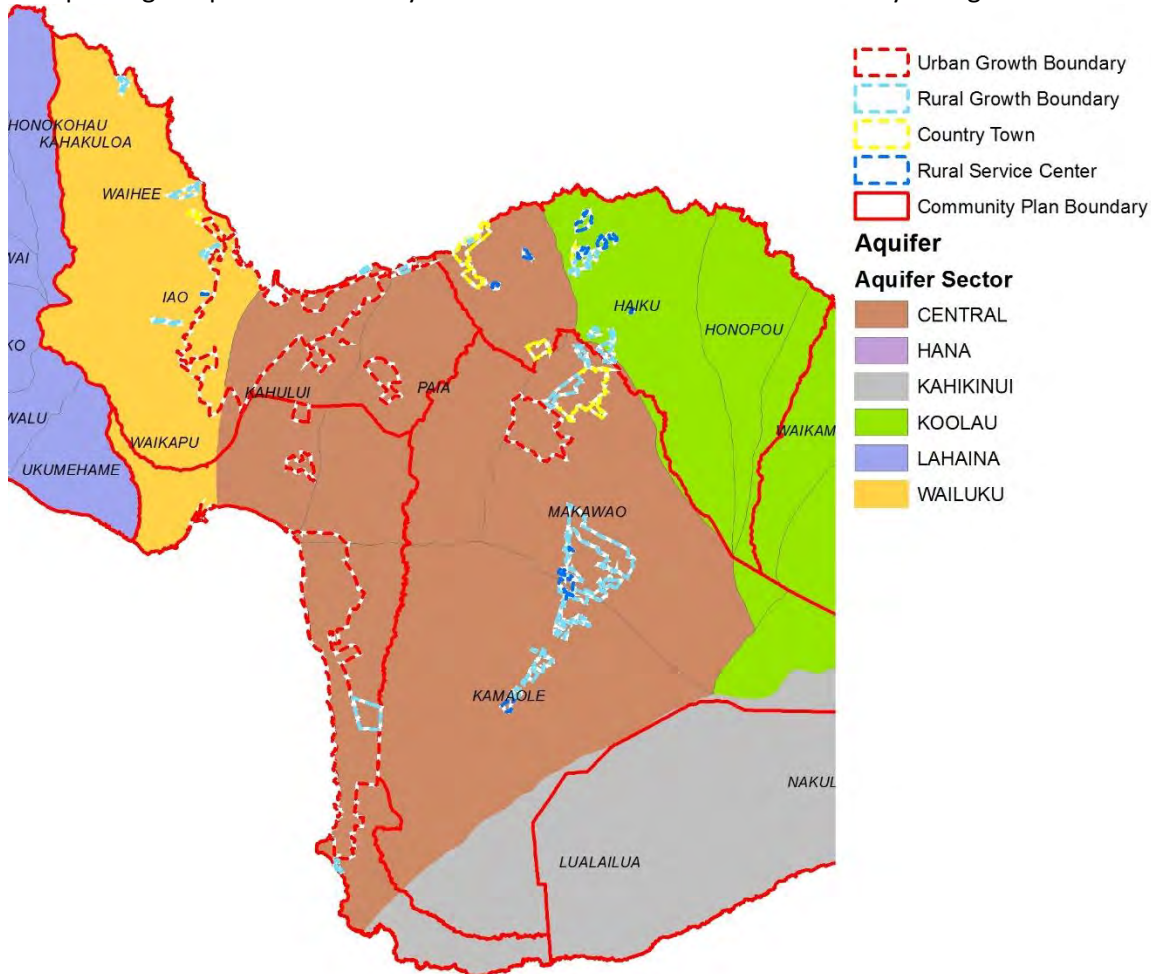 HONOKOHAU
KAHAKULOA
WAIHEE
WAI
IAO
KO
HAIKU
HONOPOU
KAHULUI
PAIA
WALU
WAIKAPU
WAIKAM
UKUMEHAME
MAKAWAO
KAMAOLE
NAKUL
LUALAILUA
Urban Growth Boundary
Rural Growth Boundary
Country Town
Rural Service Center
Community Plan Boundary
Aquifer
Aquifer Sector
CENTRAL
HANA
KAHIKINUI
KOOLAU
LAHAINA
WAILUKU